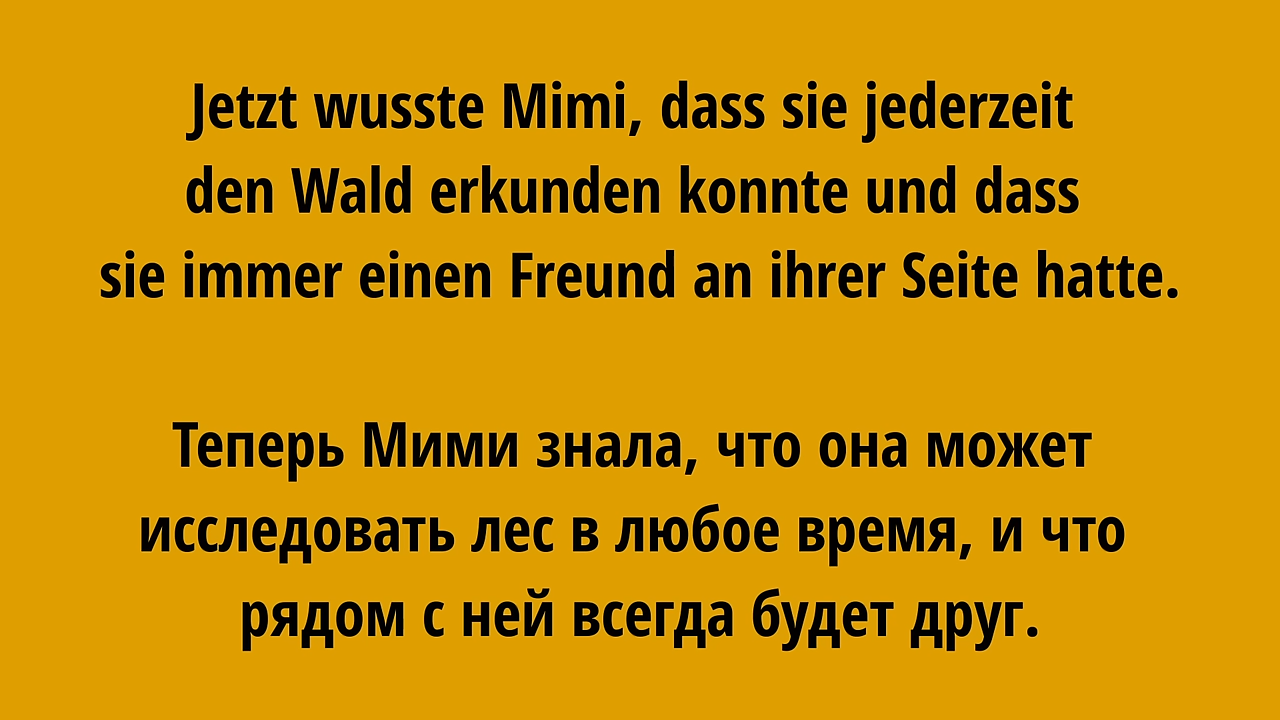 Jetzt wusste Mimi, dass sie jederzeit
den Wald erkunden konnte und dass
sie immer einen Freund an ihrer Seite hatte.
Теперь Мими знала, что она может
исследовать лес в любое время, и что
рядом с ней всегда будет друг.